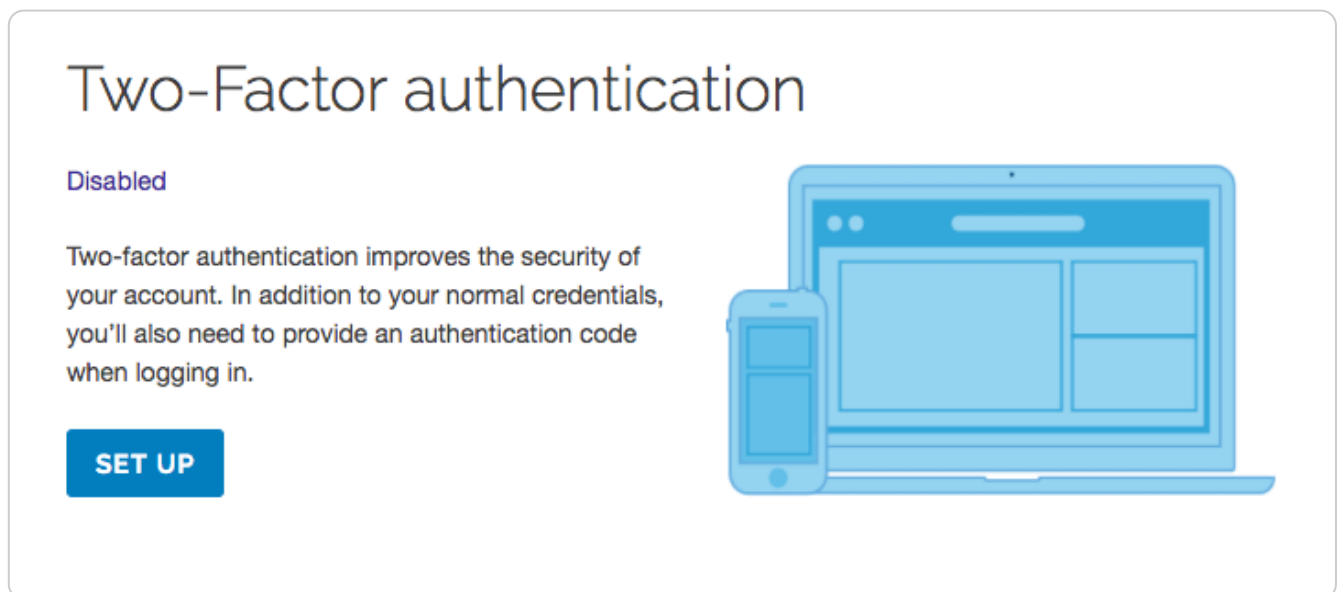 Two-Factor authentication
Disabled
Two-factor authentication improves the security of
your account. In addition to your normal credentials,
you’ll also need to provide an authentication code
when logging in.
SET UP